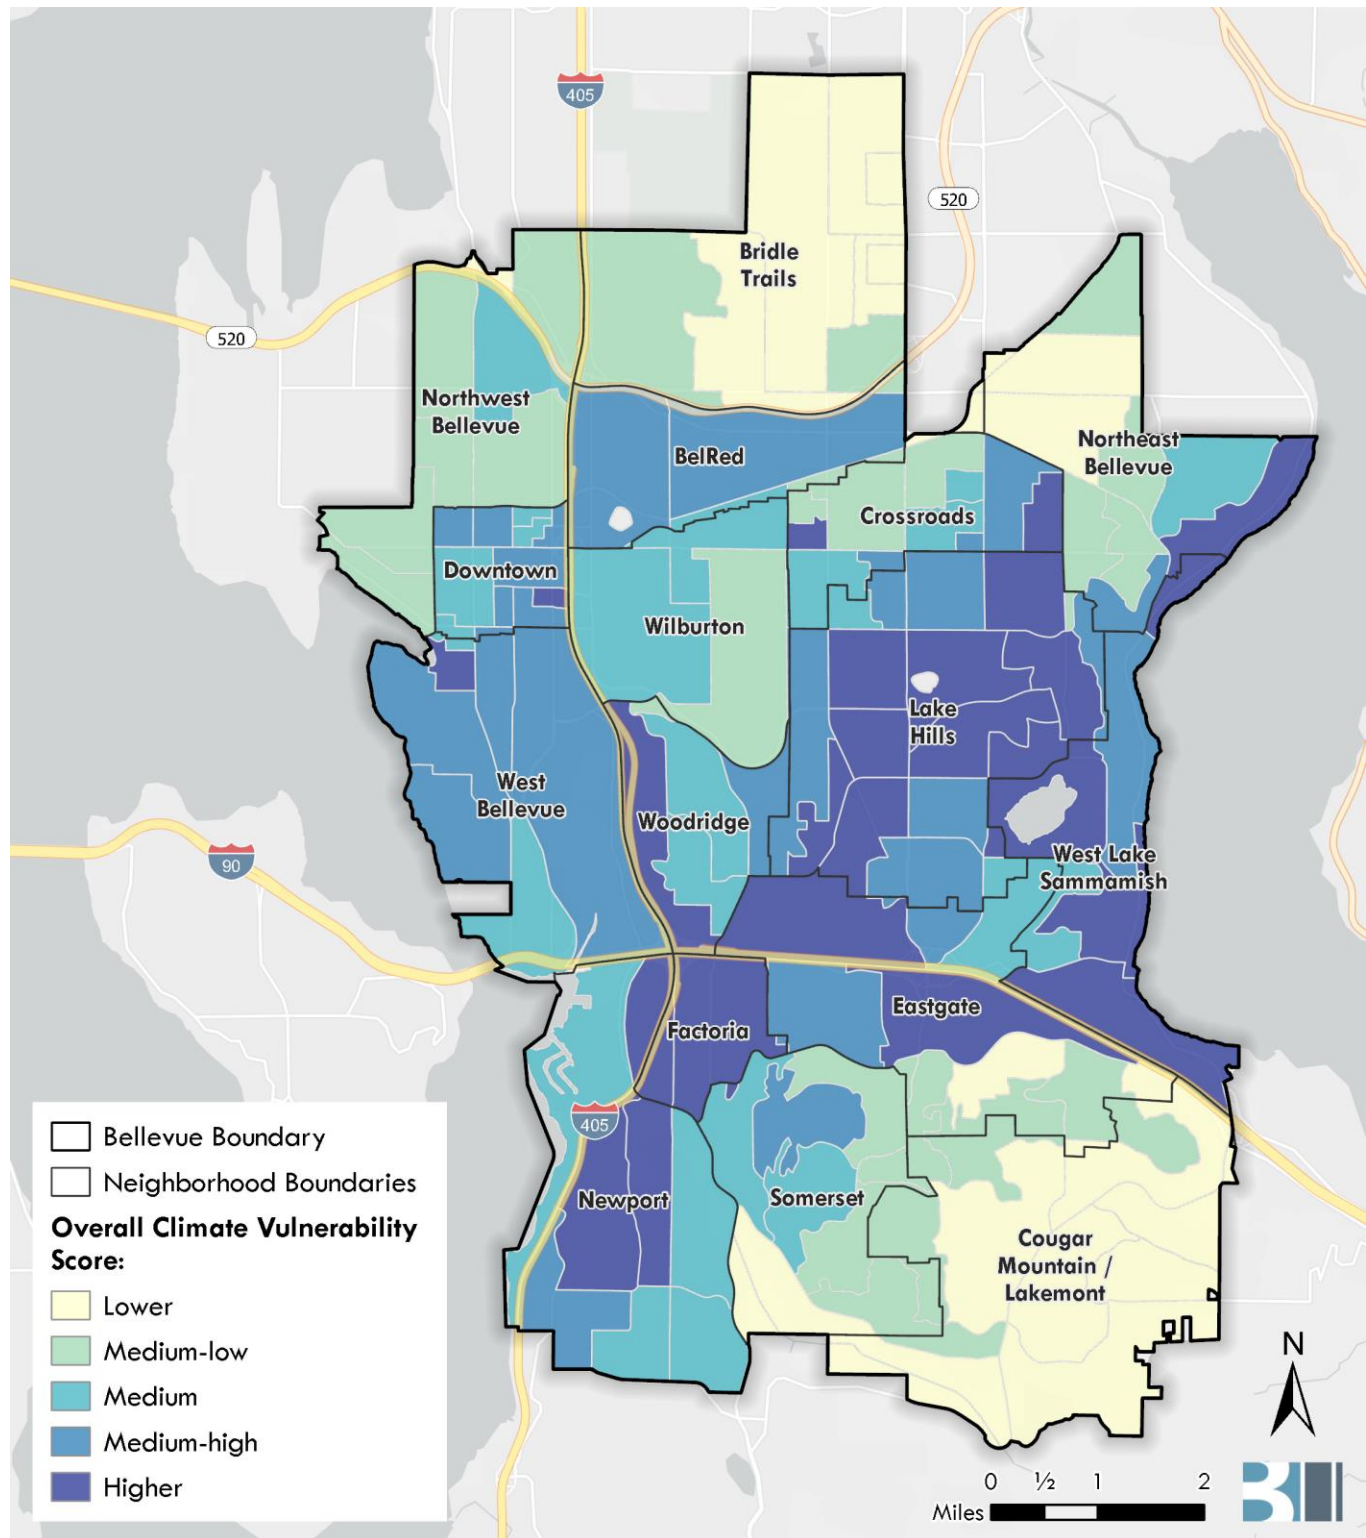 405
520
Bridle
Trails
520
Northwest
Bellevue
BelRed
Northeast
Bellevue
Crossroads
Downtown
Wilburton
Lake
Hills
West
Bellevue
Woodridge
90
West Lake
Sammamish
Eastgate
Factoria
405
Newport
Somerset
Cougar
Mountain /
Lakemont
Bellevue Boundary
Neighborhood Boundaries
Overall Climate Vulnerability
Score:
Lower
Medium-low
Medium
Medium-high
Higher
N
0 ½ 1 2
Miles